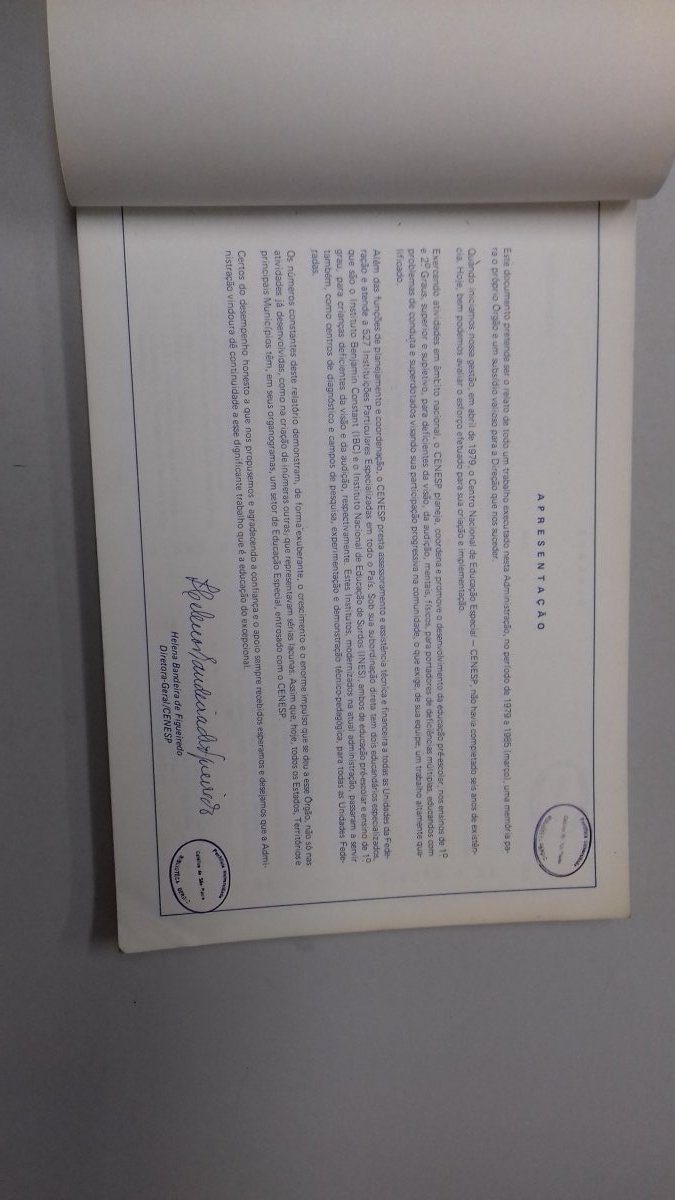 APRESENTAÇÃO
Este documento pretende ser o relato de todo um trabalho executado nesta Administração, no período de 1979 a 1985 (março), uma memória pa-
ra o próprio Órgão e um subsídio valioso para a Direção que nos suceder.
Quando iniciamos nossa gestão, em abril de 1979, o Centro Nacional de Educação Especial — CENESP, não havia completado seis anos de existên-
cia. Hoje, bem podemos avaliar o esforço efetuado para sua criação e implementação.
Exercendo atividades em âmbito nacional, o CENESP planeja, coordena e promove o desenvolvimento da educação pré-escolar, nos ensinos de 1º
e 2º Graus, superior e supletivo, para deficientes da visão, da audição, mentais, físicos, para portadores de deficiências múltiplas, educandos com
problemas de conduta e superdotados visando sua participação progressiva na comunidade, o que exige, de sua equipe, um trabalho altamente qua-
lificado.
Além das funções de planejamento e coordenação, o CENESP presta assessoramento e assistência técnica e financeira a todas as Unidades da Fede-
ração e atende a 527 Instituições Particulares Especializadas em todo o País. Sob sua subordinação direta tem dois educandários especializados,
que são o Instituto Benjamin Constant (IBC) e o Instituto Nacional de Educação de Surdos (INES), ambos de educação pré-escolar e ensino de 1º
grau, para crianças deficientes da visão e da audição, respectivamente. Estes Institutos, modernizados na atual administração, passaram a servir
também, como centros de diagnóstico e campos de pesquisa, experimentação e demonstração técnico-pedagógica, para todas as Unidades Fede-
radas.
Os números constantes deste relatório demonstram, de forma exuberante, o crescimento e o enorme impulso que se deu a esse Órgão, não só nas
atividades já desenvolvidas, como na criação de inúmeras outras, que representavam sérias lacunas. Assim que, hoje, todos os Estados, Territórios e
principais Municípios têm, em seus organogramas, um setor de Educação Especial, entrosado com o CENESP.
Certos do desempenho honesto a que nos propusemos e agradecendo a confiança e o apoio sempre recebidos esperamos e desejamos que a Admi-
nistração vindoura dê continuidade a esse dignificante trabalho que é a educação do excepcional.
Helena Bandeira de Figueiredo
Helena Bandeira de Figueiredo
Diretora-Geral/CENESP
Católica de São Paulo
BIBLIOTECA